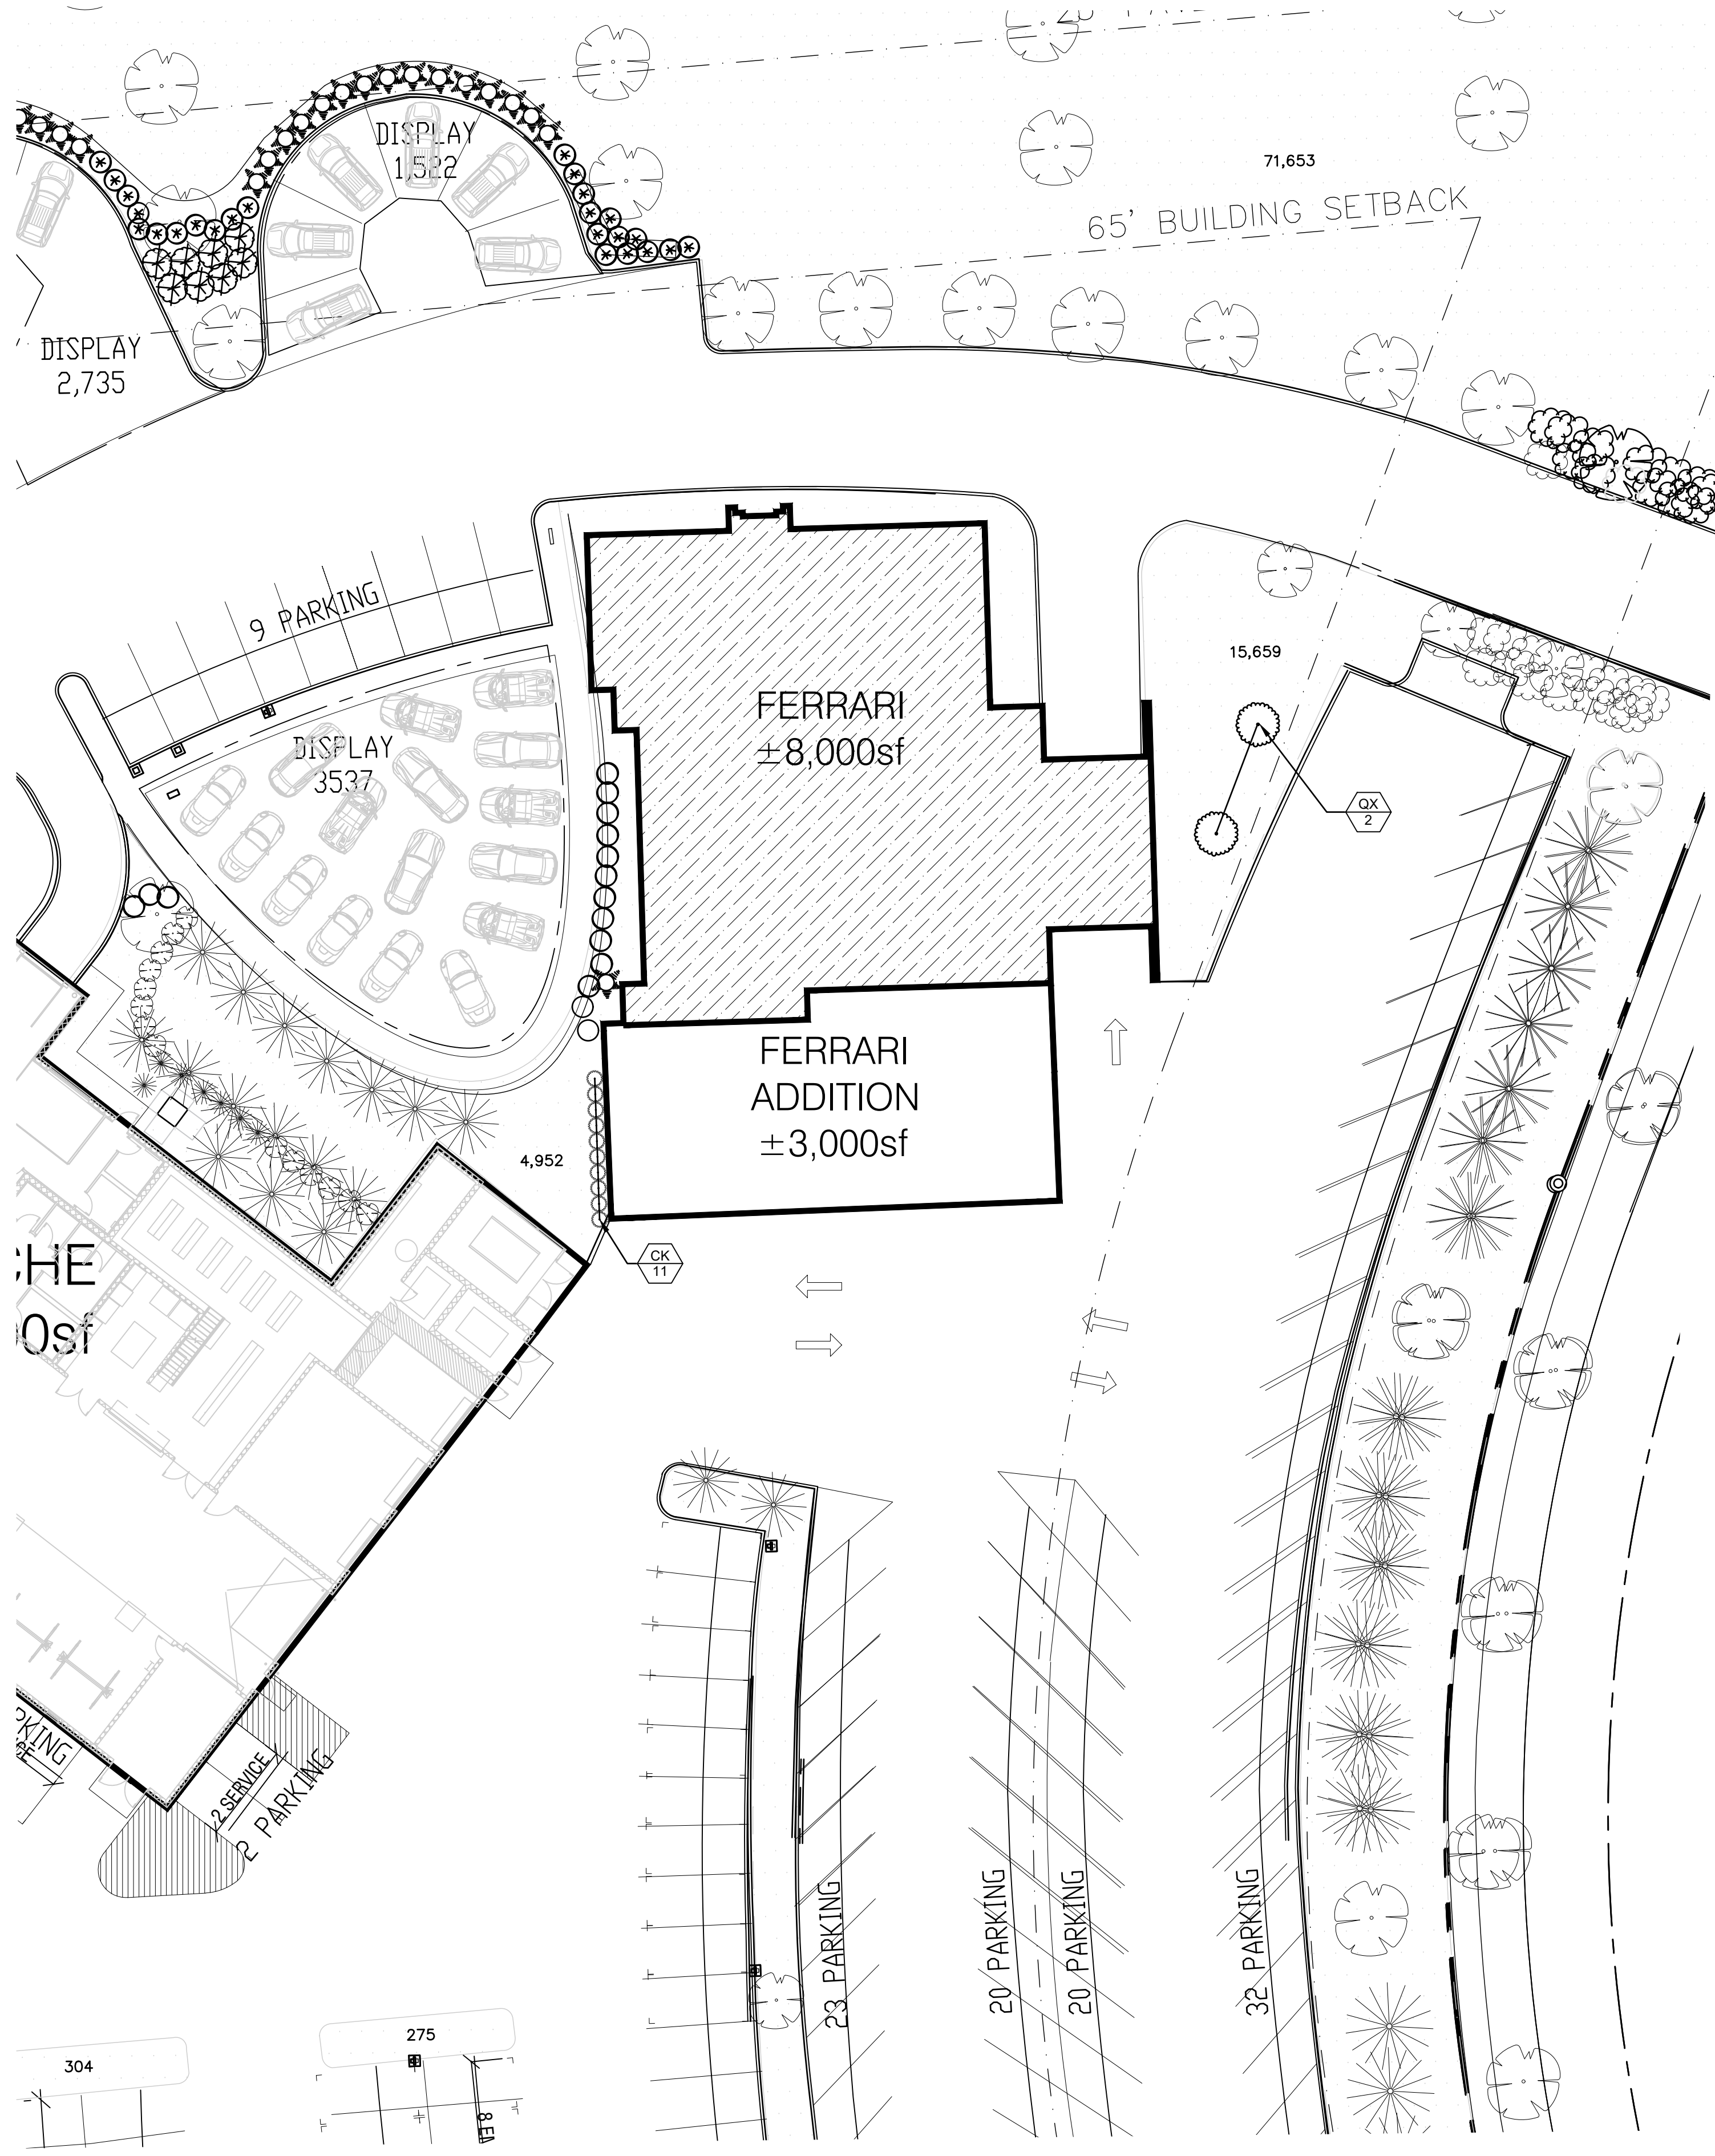 DISPLAY
1,522
71,653
65' BUILDING SETBACK
DISPLAY
2,735
9 PARKING
15,659
FERRARI
±8,000sf
DISPLAY
3537
QX
2
FERRARI
ADDITION
±3,000sf
4,952
CK
11
CHE
0sf
2 SERVICE
2 PARKING
23 PARKING
20 PARKING
20 PARKING
32 PARKING
275
304
8 EA